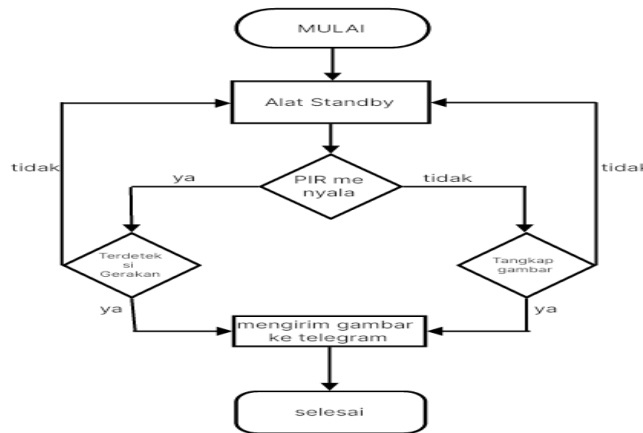 MULAI
Alat Standby
tidak
tidak
ya
PIR me
nyala
tidak
Terdetek
si
Gerakan
Tangkap
gambar
ya
ya
mengirim gambar
ke telegram
selesai